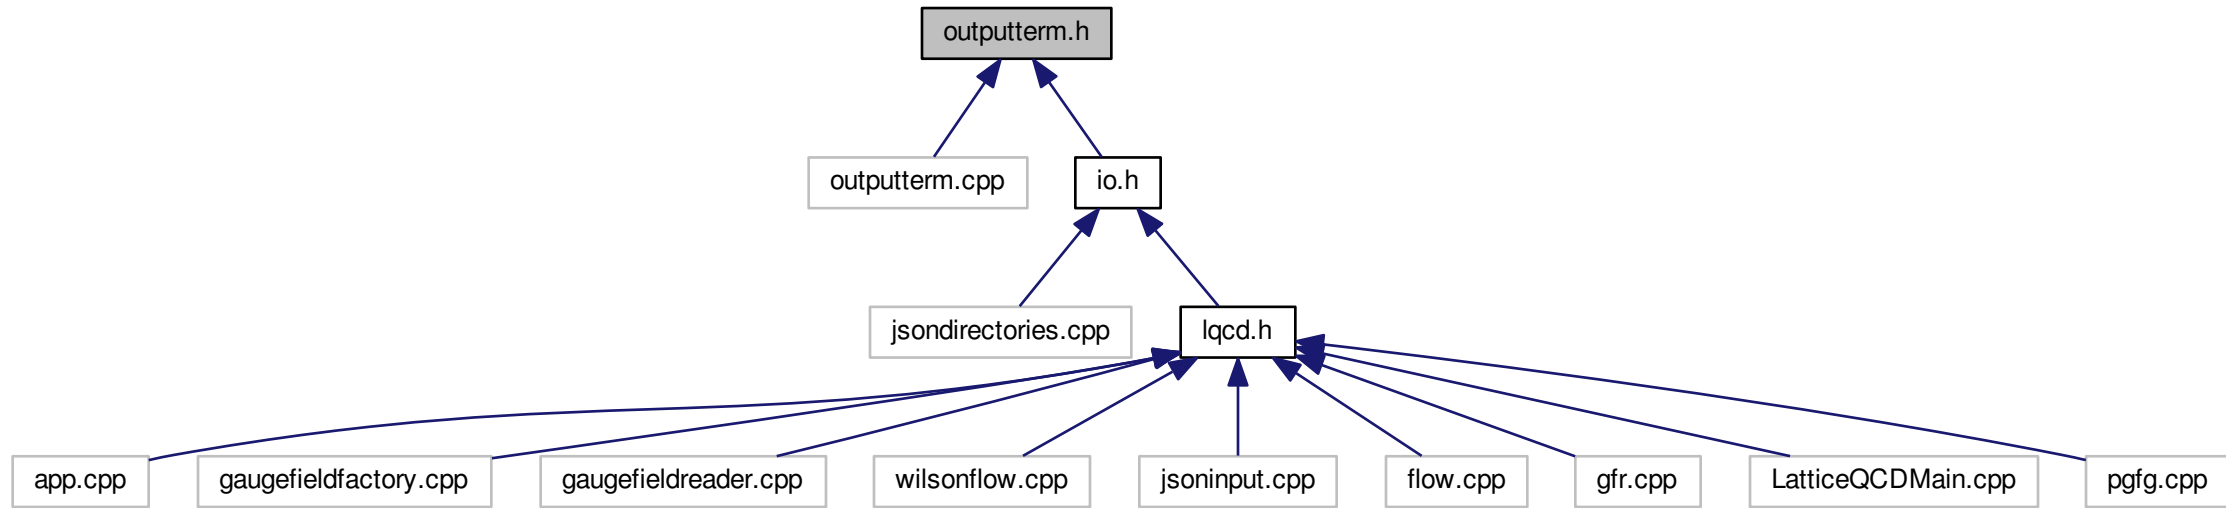 outputterm.h
outputterm.cpp
io.h
jsondirectories.cpp
lqcd.h
app.cpp
gaugefieldfactory.cpp
gaugefieldreader.cpp
wilsonflow.cpp
jsoninput.cpp
flow.cpp
gfr.cpp
LatticeQCDMain.cpp
pgfg.cpp